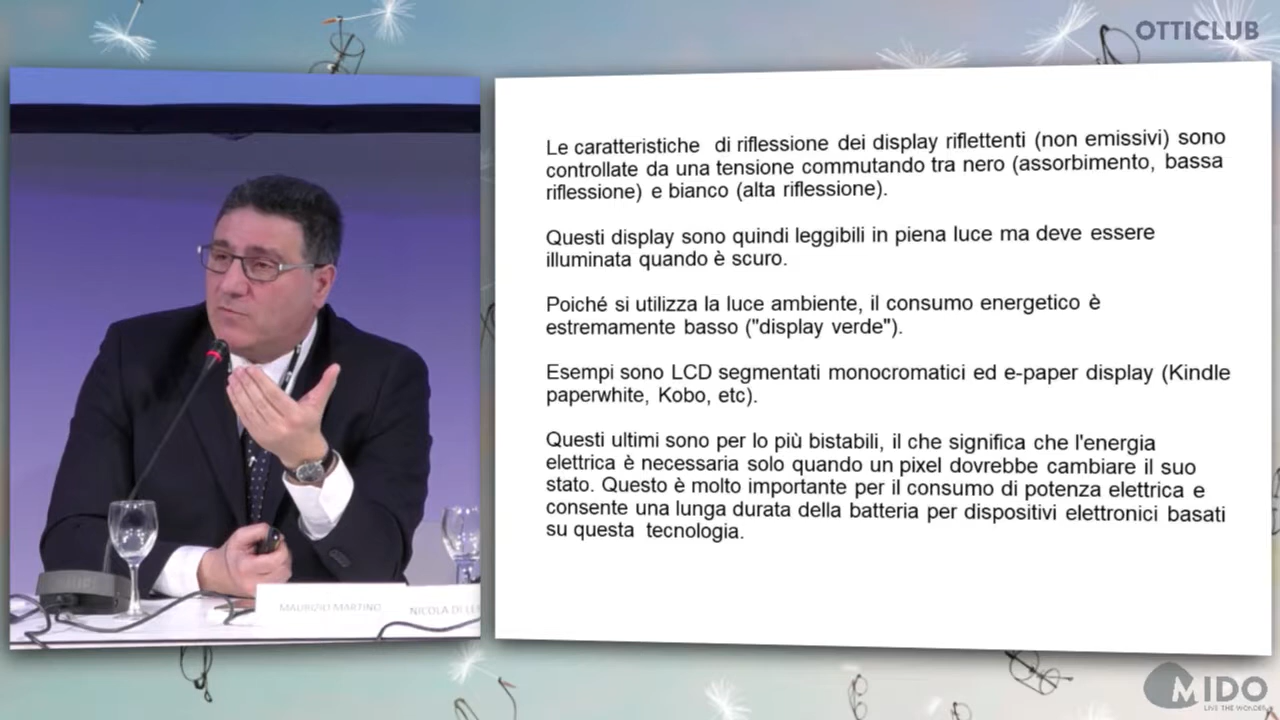 OTTICLUB
Le caratteristiche di riflessione dei display riflettenti (non emissivi) sono
controllate da una tensione commutando tra nero (assorbimento, bassa
riflessione) e bianco (alta riflessione).
Questi display sono quindi leggibili in piena luce ma deve essere
illuminata quando è scuro.
Poiché si utilizza la luce ambiente, il consumo energetico è
estremamente basso ("display verde").
Esempi sono LCD segmentati monocromatici ed e-paper display (Kindle
paperwhite, Kobo, etc).
Questi ultimi sono per lo più bistabili, il che significa che l'energia
elettrica è necessaria solo quando un pixel dovrebbe cambiare il suo
stato. Questo è molto importante per il consumo di potenza elettrica e
consente una lunga durata della batteria per dispositivi elettronici basati
su questa tecnologia.
MAURIZIO MARTINO
NICOLA DI
MIDO
LIVE THE WONDER